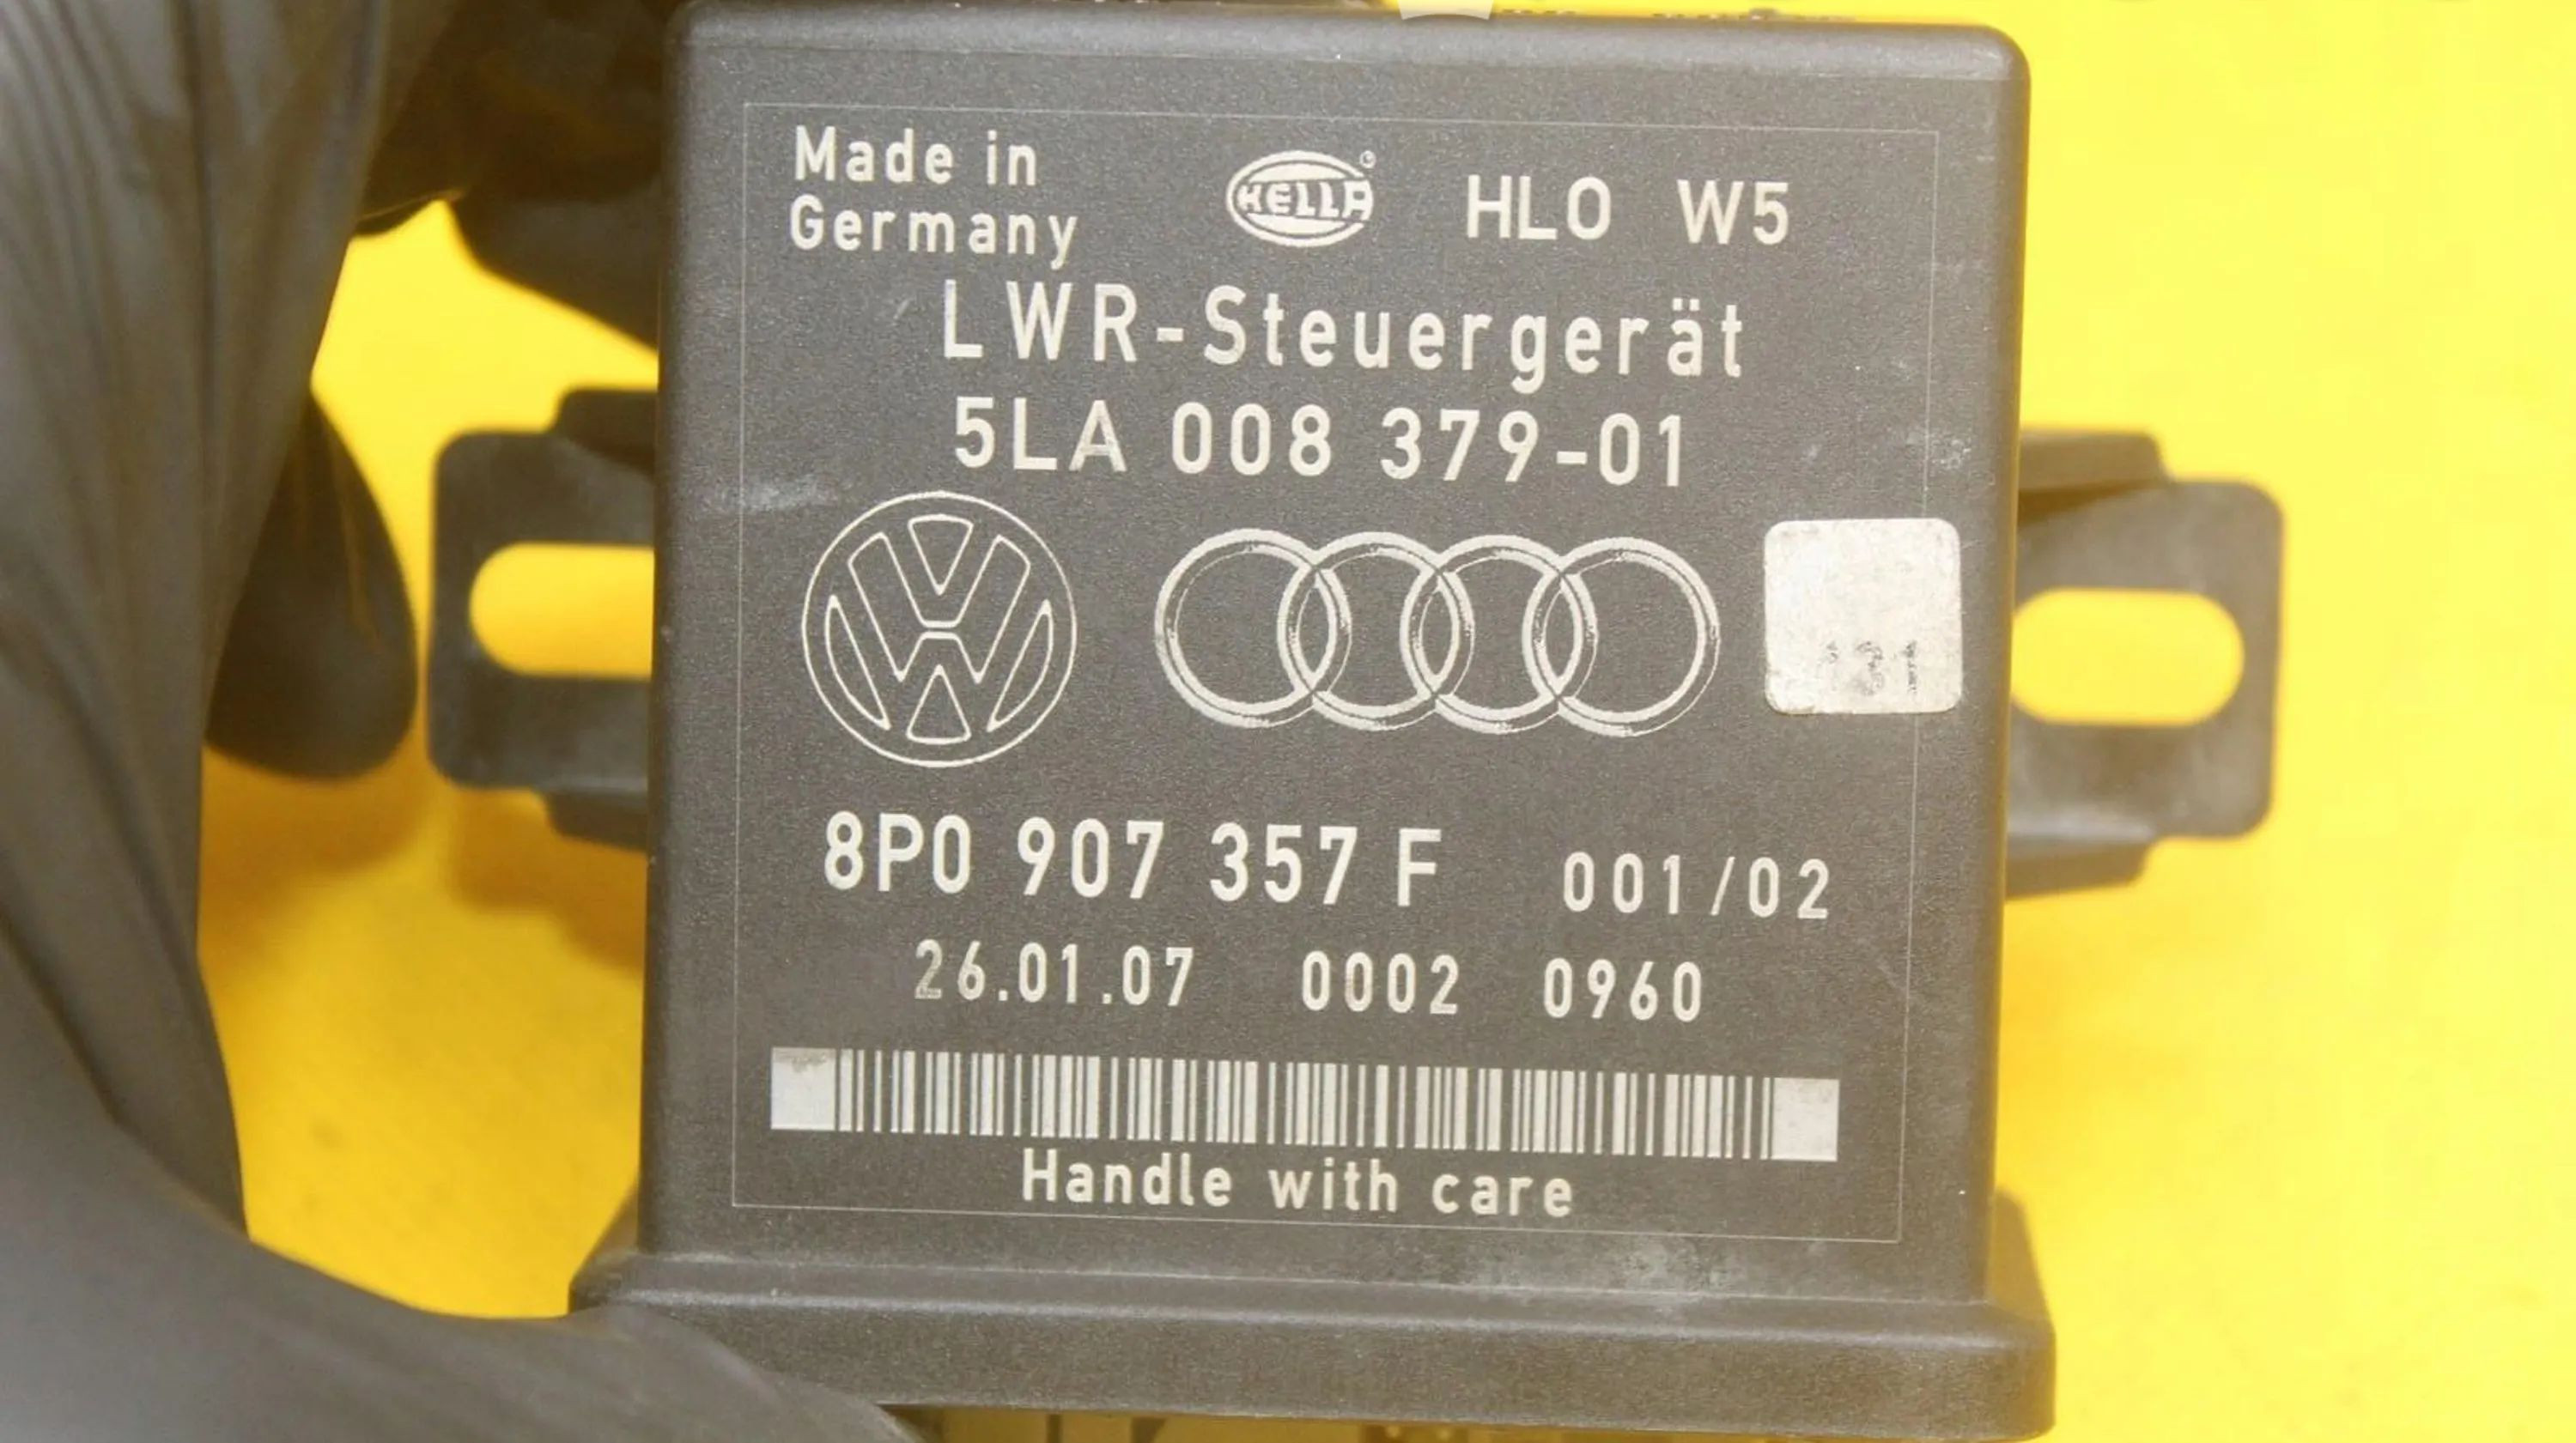 Made in
Germany
HELLA
HLO W5
LWR-Steuergerät
5LA 008 379-01
8P0 907 357 F 001/02
26.01.07 0002 0960
Handle with care